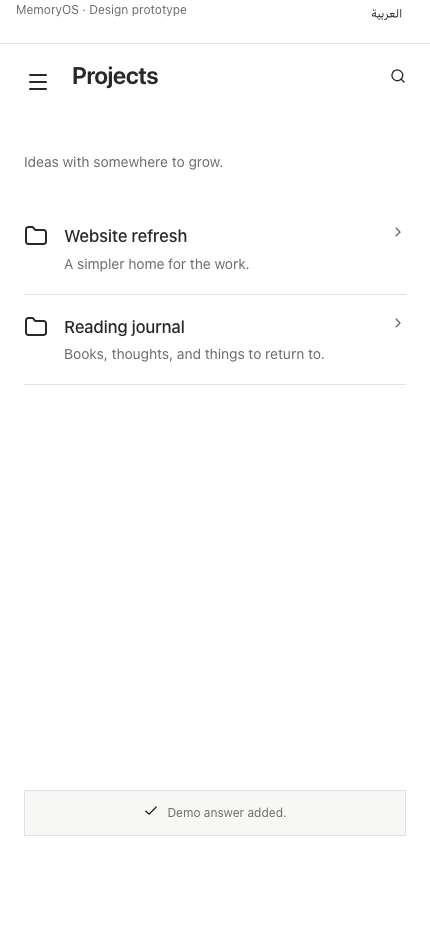 MemoryOS · Design prototype
العربية
Projects
Ideas with somewhere to grow.
Website refresh
A simpler home for the work.
Reading journal
Books, thoughts, and things to return to.
Demo answer added.